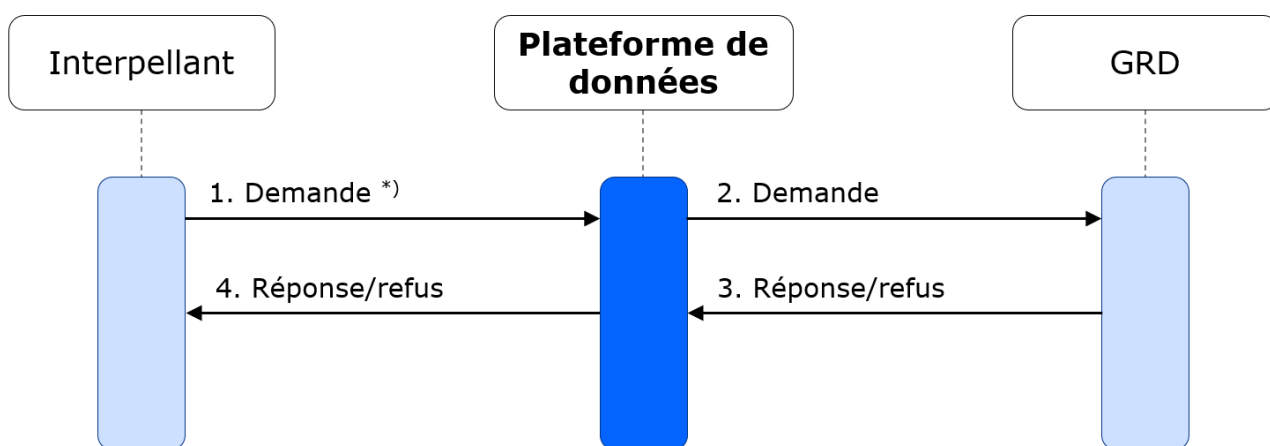 Interpellant
Plateforme de
données
GRD
1. Demande *)
2. Demande
4. Réponse/refus
3. Réponse/refus